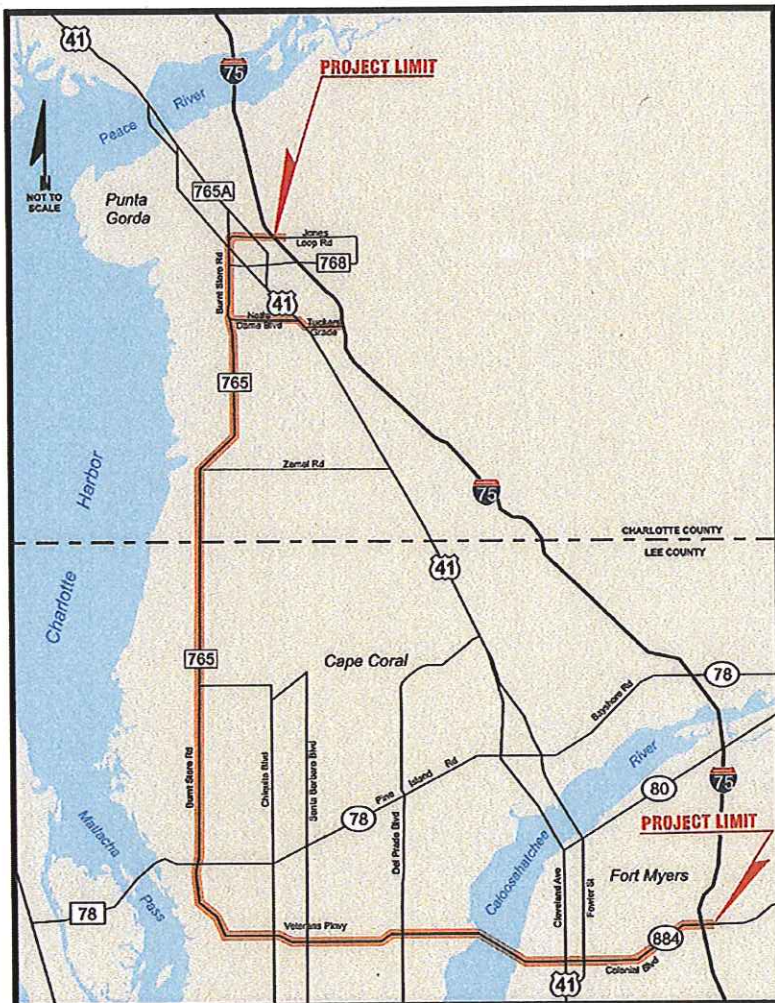 41
75
PROJECT LIMIT
Peace River
NOT TO
SCALE
N
Punta
Gorda
765A
Jones
Loop Rd
768
Burnt Store Rd
41
Notre
Dame Blvd
Tuckers
Grade
765
Zemel Rd
75
Charlotte Harbor
CHARLOTTE COUNTY
LEE COUNTY
41
765
Cape Coral
78
Bayshore Rd
Burnt Store Rd
Chiquita Blvd
Santa Barbara Blvd
Pine Island Rd
78
Del Prado Blvd
Caloosahatchee River
80
75
PROJECT LIMIT
Matlacha
Pass
78
Cleveland Ave
Fowler St
Fort Myers
Veterans Pkwy
884
Colonial Blvd
41